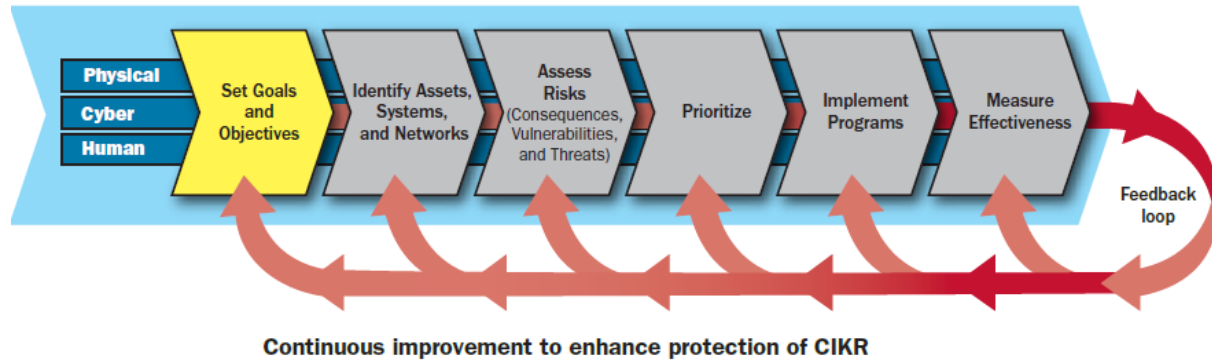 Physical
Cyber
Human
Set Goals
and
Objectives
Identify Assets,
Systems,
and Networks
Assess
Risks
(Consequences,
Vulnerabilities,
and Threats)
Prioritize
Implement
Programs
Measure
Effectiveness
Feedback
loop
Continuous improvement to enhance protection of CIKR